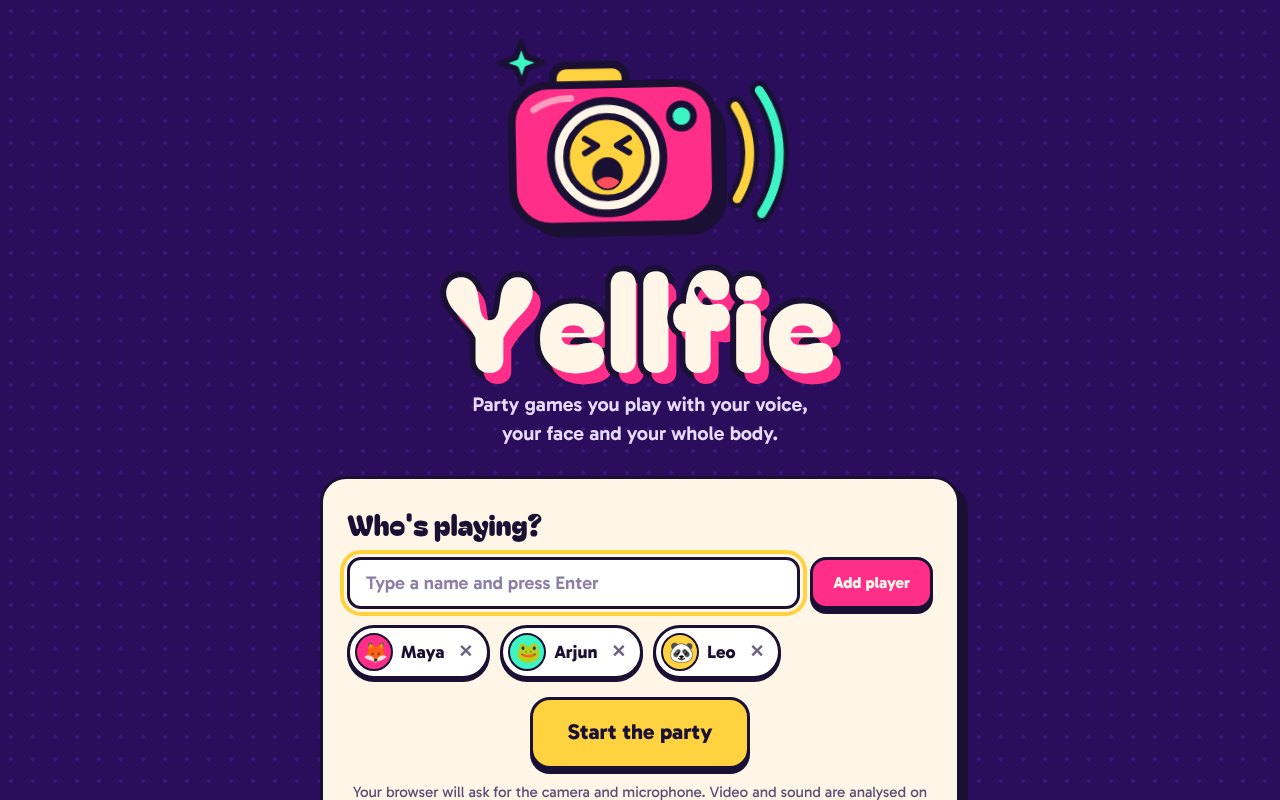 Yellfie
Party games you play with your voice,
your face and your whole body.
Who's playing?
Type a name and press Enter
Add player
Maya ✕
Arjun ✕
Leo ✕
Start the party
Your browser will ask for the camera and microphone. Video and sound are analysed on